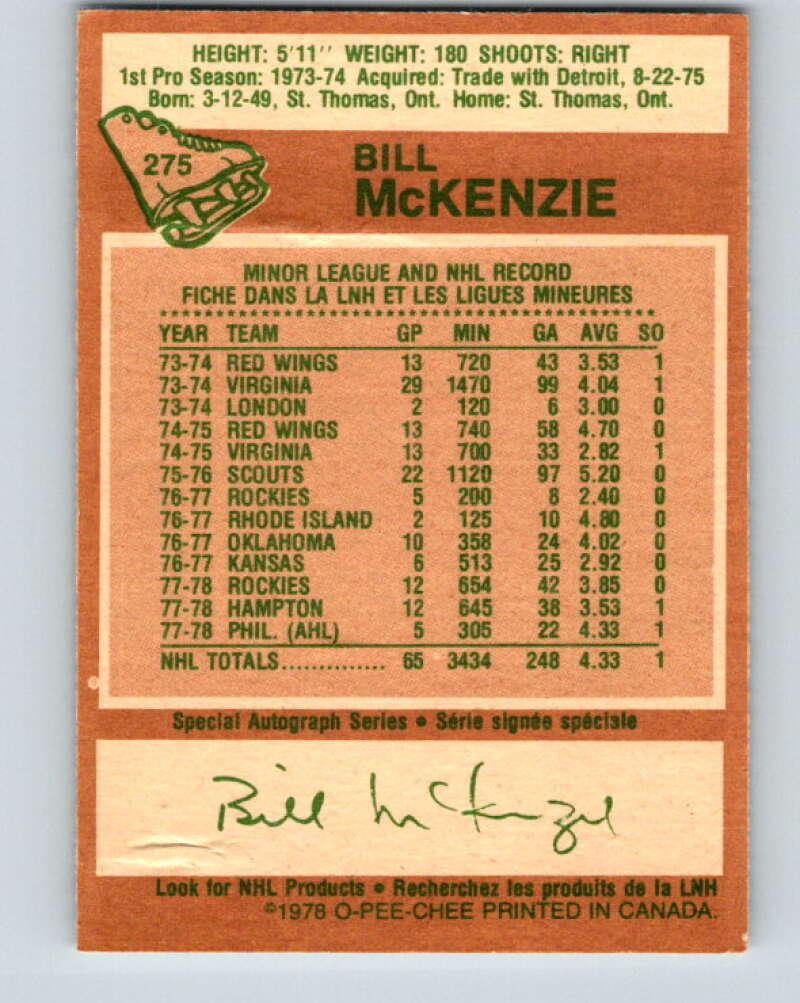 HEIGHT: 5'11'' WEIGHT: 180 SHOOTS: RIGHT
1st Pro Season: 1973-74 Acquired: Trade with Detroit, 8-22-75
Born: 3-12-49, St. Thomas, Ont. Home: St. Thomas, Ont.
275
BILL
McKENZIE
MINOR LEAGUE AND NHL RECORD
FICHE DANS LA LNH ET LES LIGUES MINEURES
YEAR TEAM GP MIN GA AVG SO
73-74 RED WINGS 13 720 43 3.53 1
73-74 VIRGINIA 29 1470 99 4.04 1
73-74 LONDON 2 120 6 3.00 0
74-75 RED WINGS 13 740 58 4.70 0
74-75 VIRGINIA 13 700 33 2.82 1
75-76 SCOUTS 22 1120 97 5.20 0
76-77 ROCKIES 5 200 8 2.40 0
76-77 RHODE ISLAND 2 125 10 4.80 0
76-77 OKLAHOMA 10 358 24 4.02 0
76-77 KANSAS 6 513 25 2.92 0
77-78 ROCKIES 12 654 42 3.85 0
77-78 HAMPTON 12 645 38 3.53 1
77-78 PHIL. (AHL) 5 305 22 4.33 1
NHL TOTALS.............. 65 3434 248 4.33 1
Special Autograph Series • Série signée spéciale
Bill McKenzie
Look for NHL Products • Recherchez les produits de la LNH
©1978 O-PEE-CHEE PRINTED IN CANADA.